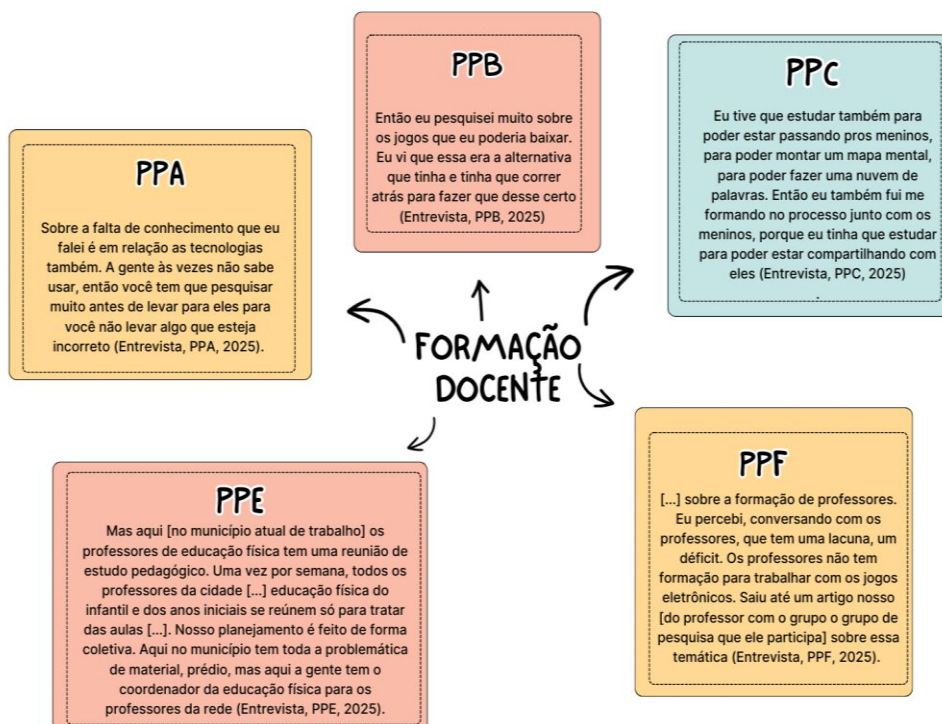 PPB
Então eu pesquisei muito sobre
os jogos que eu poderia baixar.
Eu vi que essa era a alternativa
que tinha e tinha que correr
atrás para fazer que desse certo
(Entrevista, PPB, 2025)
PPC
Eu tive que estudar também para
poder estar passando pros meninos,
para poder montar um mapa mental,
para poder fazer uma nuvem de
palavras. Então eu também fui me
formando no processo junto com os
meninos, porque eu tinha que estudar
para poder estar compartilhando com
eles (Entrevista, PPC, 2025)
.
PPA
Sobre a falta de conhecimento que eu
falei é em relação as tecnologias
também. A gente às vezes não sabe
usar, então você tem que pesquisar
muito antes de levar para eles para
você não levar algo que esteja
incorreto (Entrevista, PPA, 2025).
FORMAÇÃO
DOCENTE
PPE
Mas aqui [no município atual de trabalho] os
professores de educação física tem uma reunião de
estudo pedagógico. Uma vez por semana, todos os
professores da cidade [...] educação física do
infantil e dos anos iniciais se reúnem só para tratar
das aulas [...]. Nosso planejamento é feito de forma
coletiva. Aqui no município tem toda a problemática
de material, prédio, mas aqui a gente tem o
coordenador da educação física para os
professores da rede (Entrevista, PPE, 2025).
PPF
[...] sobre a formação de professores.
Eu percebi, conversando com os
professores, que tem uma lacuna, um
déficit. Os professores não tem
formação para trabalhar com os jogos
eletrônicos. Saiu até um artigo nosso
[do professor com o grupo o grupo de
pesquisa que ele participa] sobre essa
temática (Entrevista, PPF, 2025).